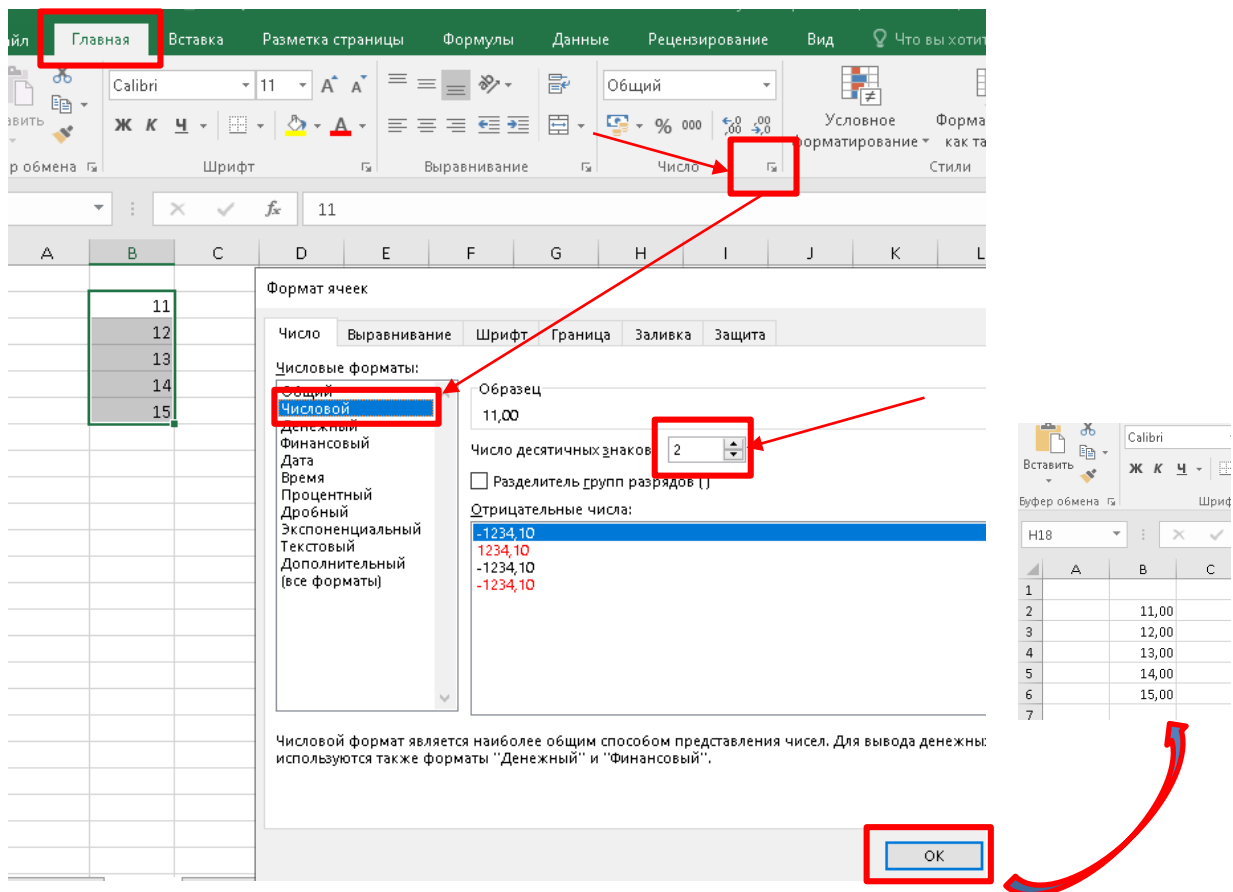 йл Главная Вставка Разметка страницы Формулы Данные Рецензирование Вид Что вы хотит
Calibri 11 А А Общий
авить Ж К Ч А % 000 ,00 ,0 Условное Форма
форматирование как та
р обмена Шрифт Выравнивание Число Стили
fx 11
A B C D E F G H I J K L
11
12
13
14
15
Формат ячеек
Число Выравнивание Шрифт Граница Заливка Защита
Числовые форматы:
Общий
Числовой
Денежный
Финансовый
Дата
Время
Процентный
Дробный
Экспоненциальный
Текстовый
Дополнительный
(все форматы)
Образец
11,00
Число десятичных знаков 2
Разделитель групп разрядов ()
Отрицательные числа:
-1234,10
1234,10
-1234,10
-1234,10
Числовой формат является наиболее общим способом представления чисел. Для вывода денежны
используются также форматы "Денежный" и "Финансовый".
OK
Calibri
Вставить Ж К Ч
Буфер обмена Шриф
H18
A B C
1
2 11,00
3 12,00
4 13,00
5 14,00
6 15,00
7